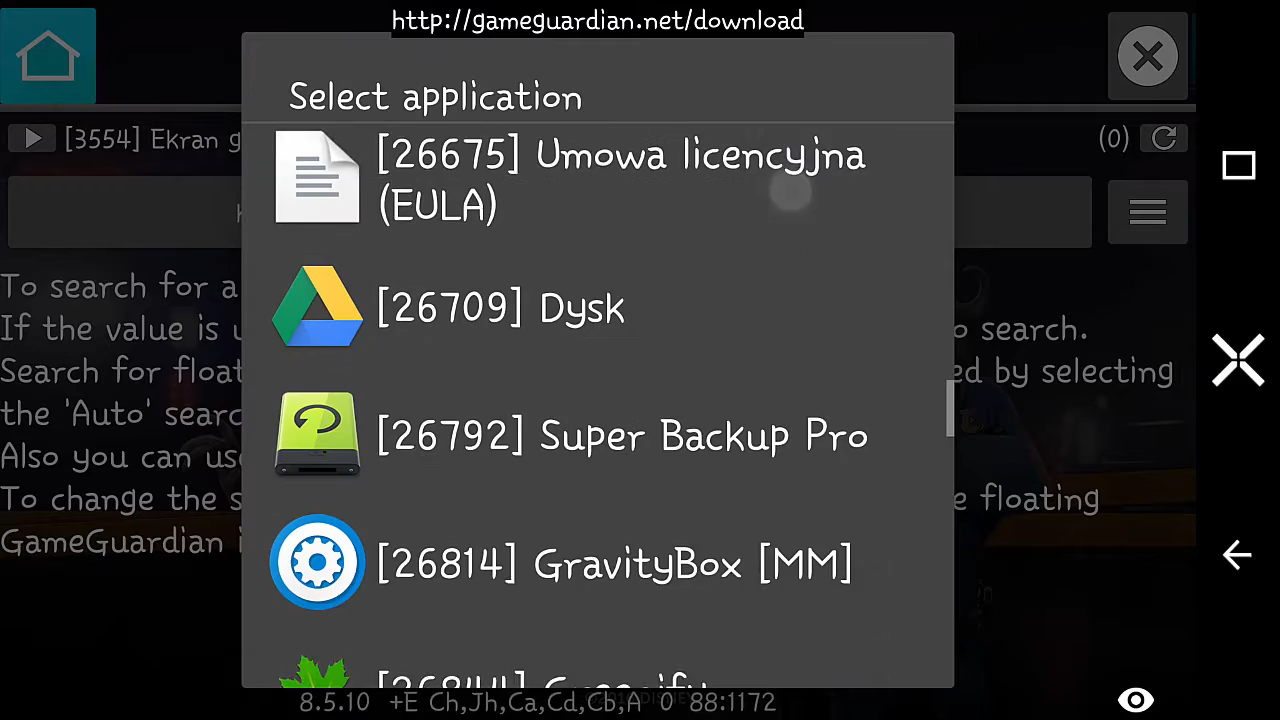 http://gameguardian.net/download
Select application
[3554] Ekran g
(0)
[26675] Umowa licencyjna
(EULA)
To search for a
[26709] Dysk
If the value is
o search.
Search for float
ed by selecting
the 'Auto' searc
[26792] Super Backup Pro
Also you can us
To change the s
e floating
GameGuardian i
[26814] GravityBox [MM]
8.5.10 +E Ch,Jh,Ca,Cd,Cb,A 0 88:1172